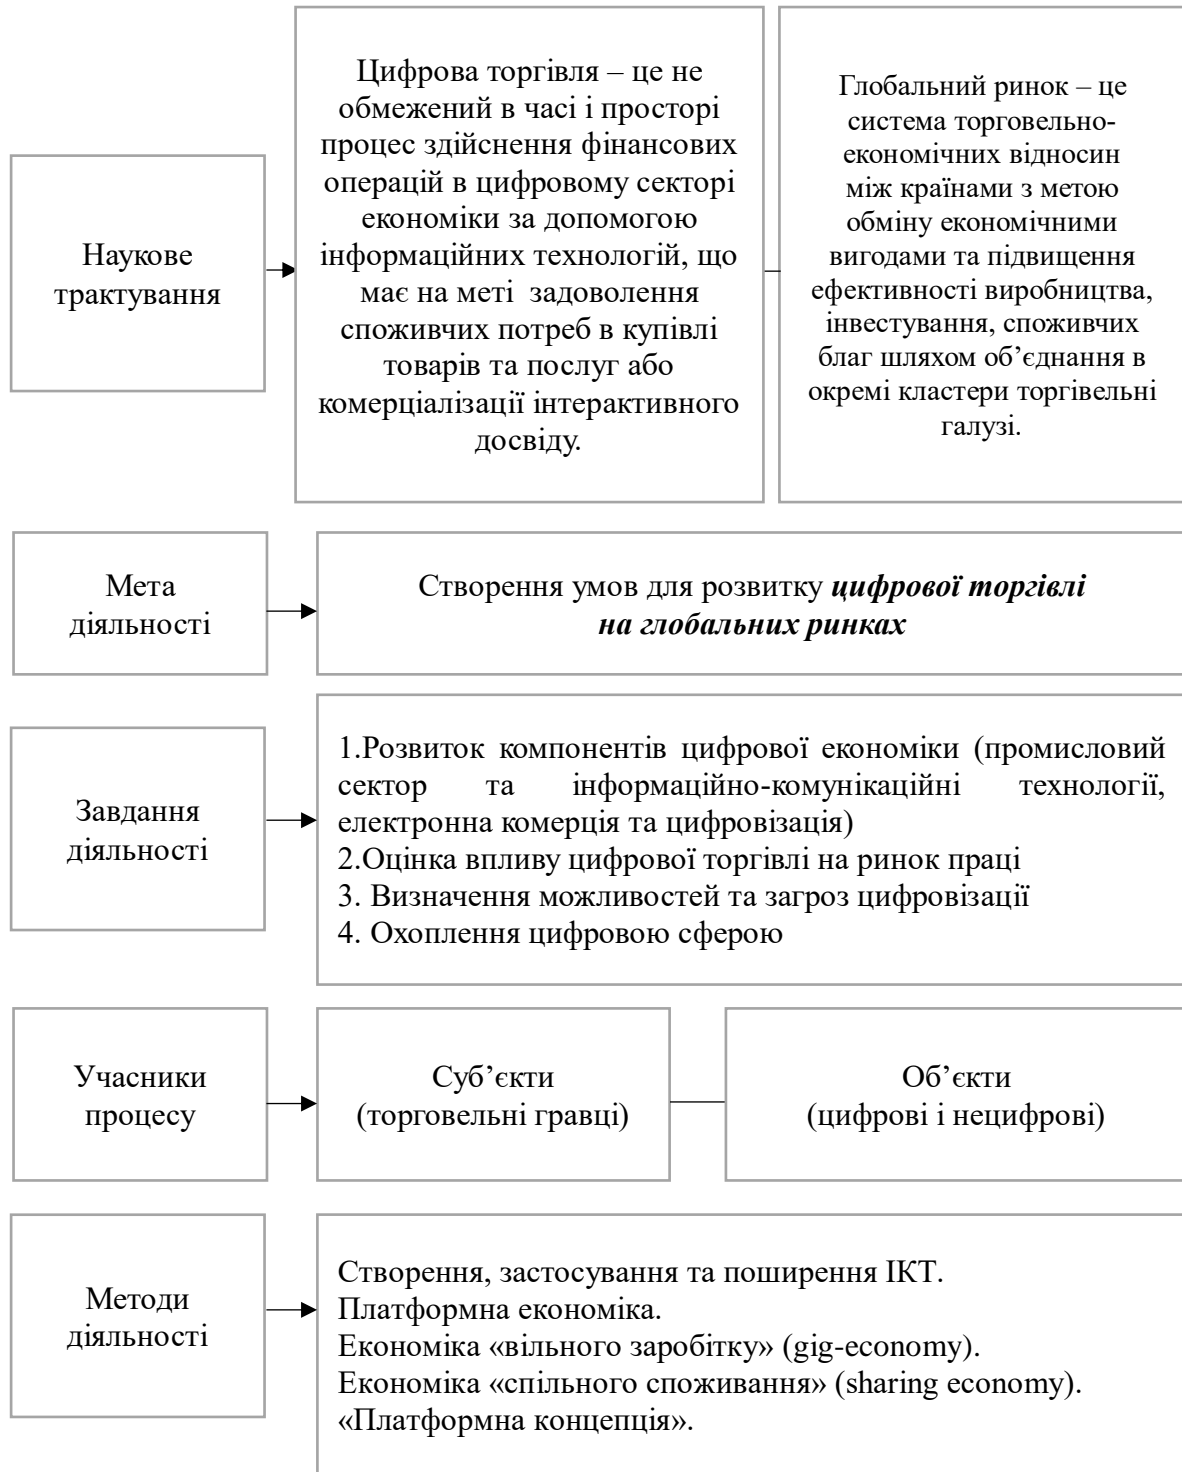 Наукове
трактування
Цифрова торгівля – це не
обмежений в часі і просторі
процес здійснення фінансових
операцій в цифровому секторі
економіки за допомогою
інформаційних технологій, що
має на меті задоволення
споживчих потреб в купівлі
товарів та послуг або
комерціалізації інтерактивного
досвіду.
Глобальний ринок – це
система торговельно-
економічних відносин
між країнами з метою
обміну економічними
вигодами та підвищення
ефективності виробництва,
інвестування, споживчих
благ шляхом об’єднання в
окремі кластери торгівельні
галузі.
Мета
діяльності
Створення умов для розвитку цифрової торгівлі
на глобальних ринках
Завдання
діяльності
1.Розвиток компонентів цифрової економіки (промисловий
сектор та інформаційно-комунікаційні технології,
електронна комерція та цифровізація)
2.Оцінка впливу цифрової торгівлі на ринок праці
3. Визначення можливостей та загроз цифровізації
4. Охоплення цифровою сферою
Учасники
процесу
Суб’єкти
(торговельні гравці)
Об’єкти
(цифрові і нецифрові)
Методи
діяльності
Створення, застосування та поширення ІКТ.
Платформна економіка.
Економіка «вільного заробітку» (gig-economy).
Економіка «спільного споживання» (sharing economy).
«Платформна концепція».